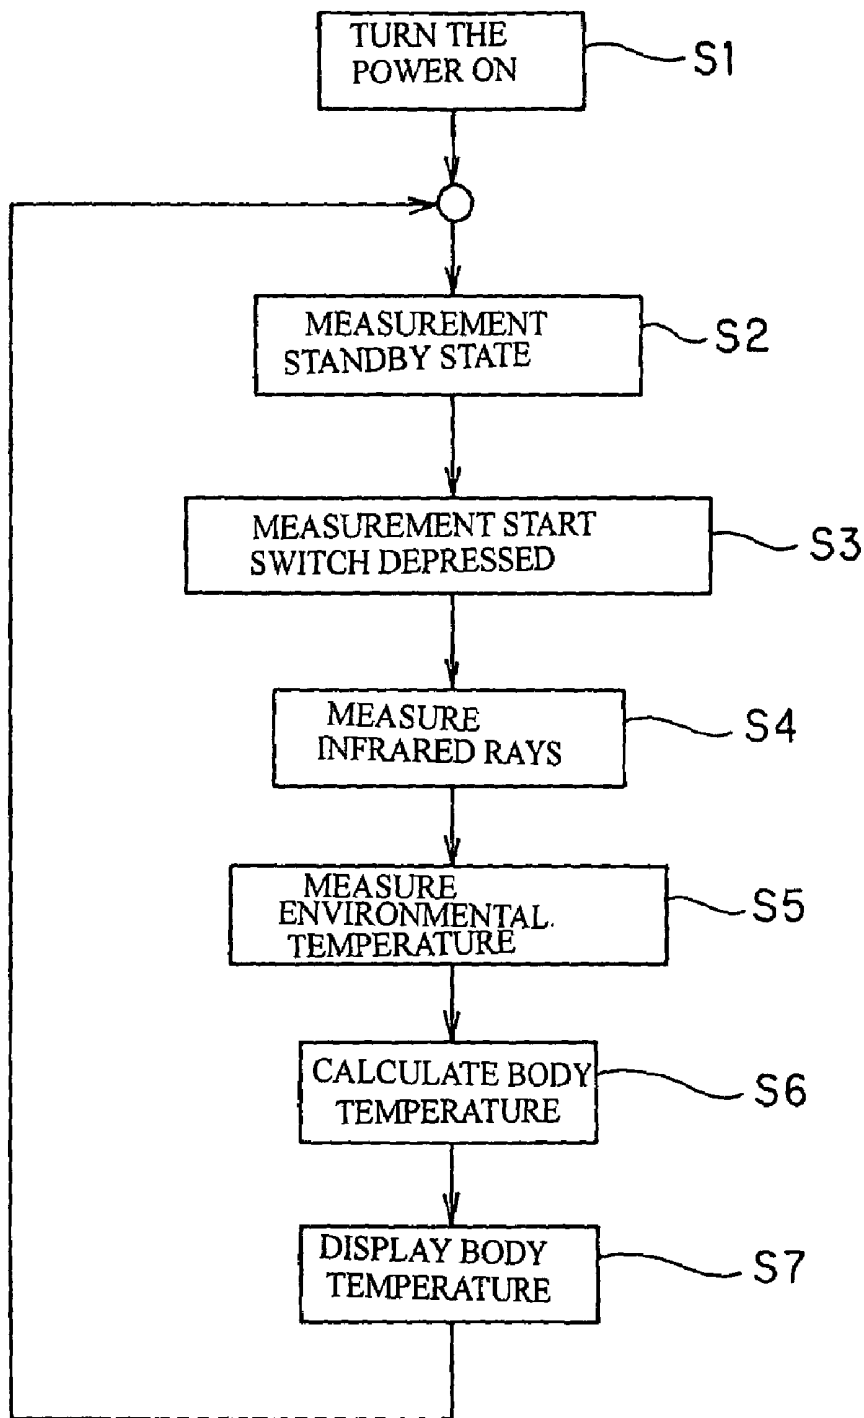 TURN THE
POWER ON
S1
MEASUREMENT
STANDBY STATE
S2
MEASUREMENT START
SWITCH DEPRESSED
S3
MEASURE
INFRARED RAYS
S4
MEASURE
ENVIRONMENTAL.
TEMPERATURE
S5
CALCULATE BODY
TEMPERATURE
S6
DISPLAY BODY
TEMPERATURE
S7